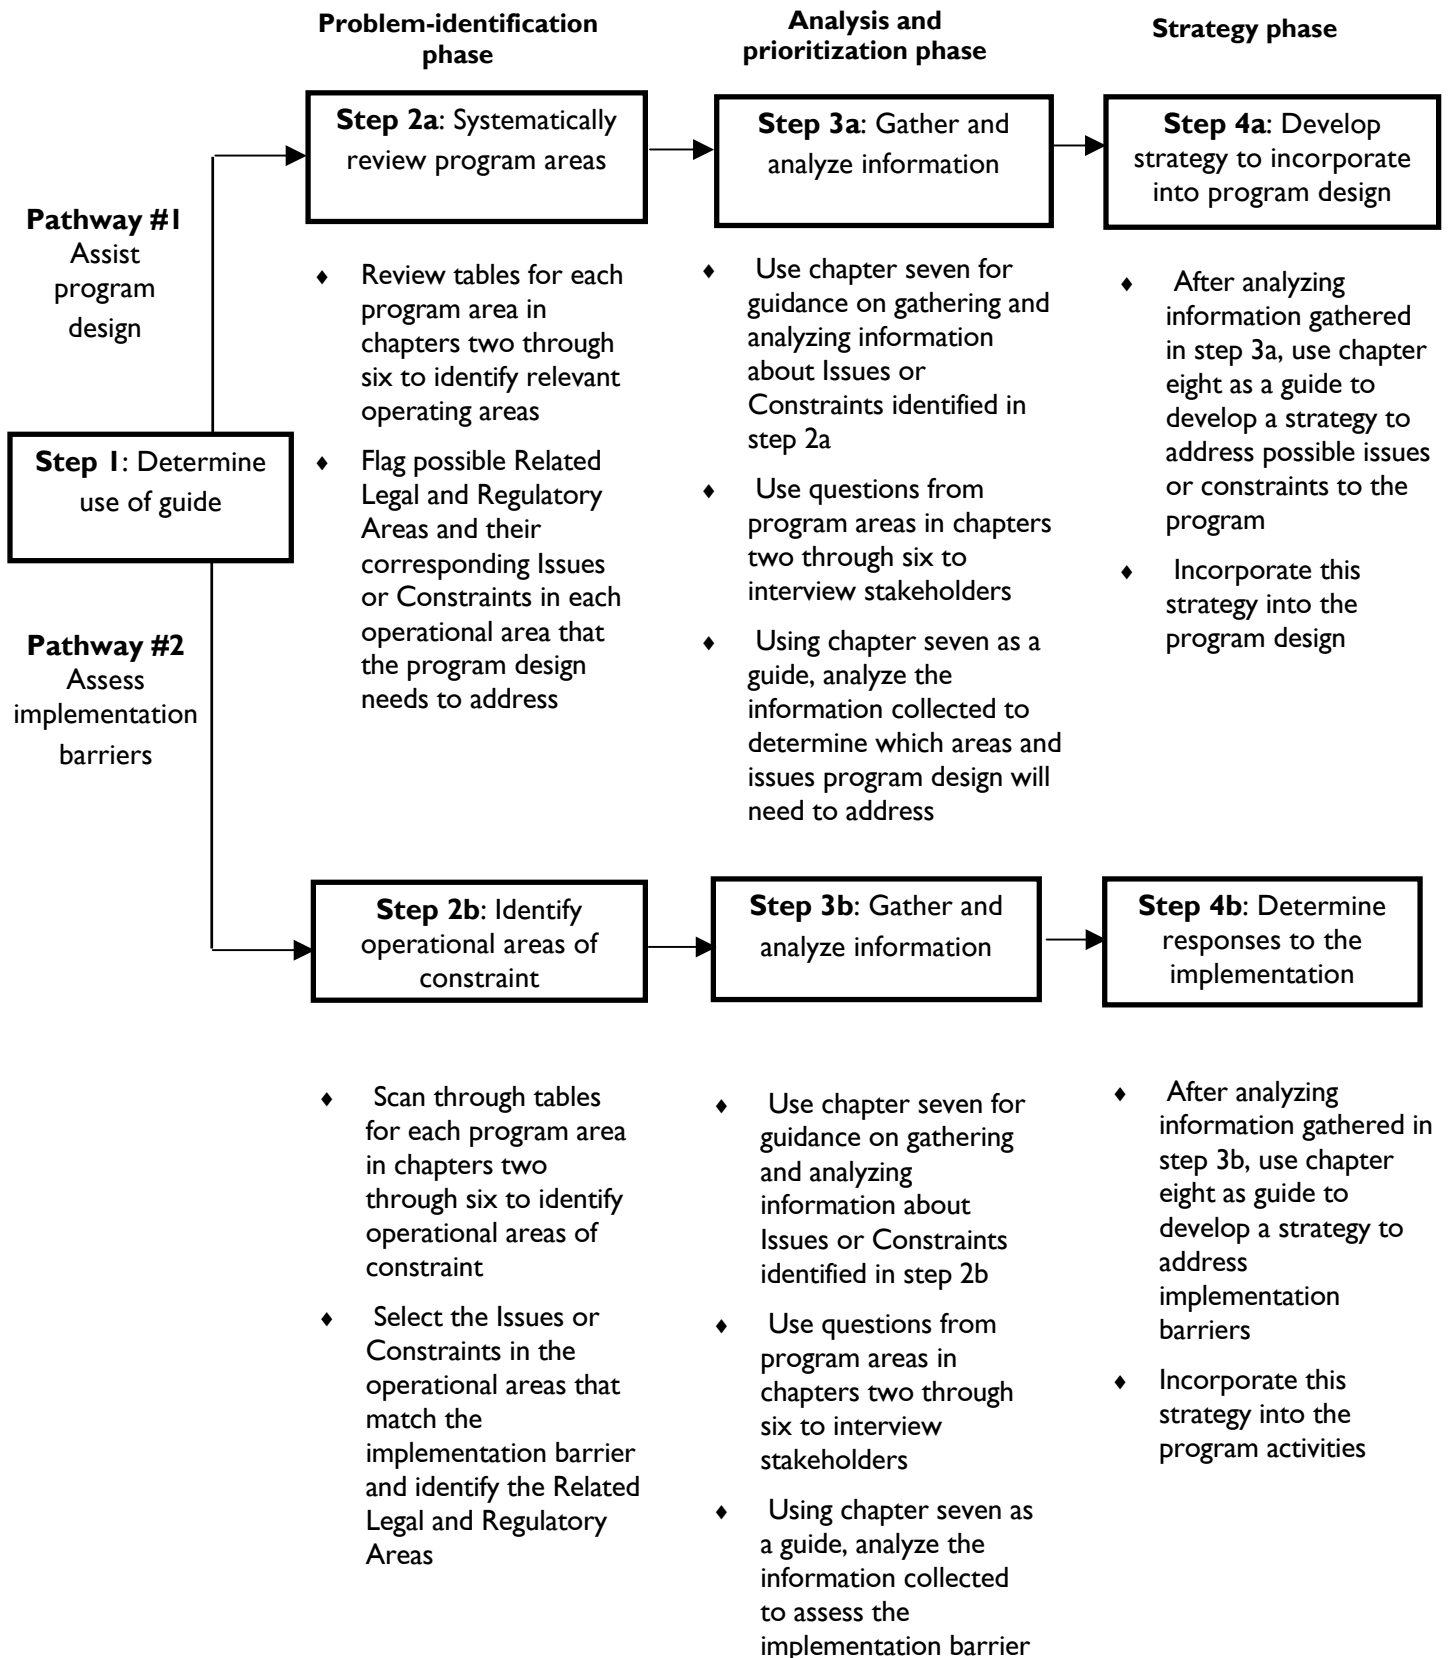 Problem-identification
phase
Analysis and
prioritization phase
Strategy phase
Step 2a: Systematically
review program areas
Step 3a: Gather and
analyze information
Step 4a: Develop
strategy to incorporate
into program design
Pathway #1
Assist
program
design
♦ Review tables for each
program area in
chapters two through
six to identify relevant
operating areas
♦ Flag possible Related
Legal and Regulatory
Areas and their
corresponding Issues
or Constraints in each
operational area that
the program design
needs to address
♦ Use chapter seven for
guidance on gathering and
analyzing information
about Issues or
Constraints identified in
step 2a
♦ Use questions from
program areas in chapters
two through six to
interview stakeholders
♦ Using chapter seven as a
guide, analyze the
information collected to
determine which areas and
issues program design will
need to address
♦ After analyzing
information gathered
in step 3a, use chapter
eight as a guide to
develop a strategy to
address possible issues
or constraints to the
program
♦ Incorporate this
strategy into the
program design
Step 1: Determine
use of guide
Pathway #2
Assess
implementation
barriers
Step 2b: Identify
operational areas of
constraint
Step 3b: Gather and
analyze information
Step 4b: Determine
responses to the
implementation
♦ Scan through tables
for each program area
in chapters two
through six to identify
operational areas of
constraint
♦ Select the Issues or
Constraints in the
operational areas that
match the
implementation barrier
and identify the Related
Legal and Regulatory
Areas
♦ Use chapter seven for
guidance on gathering
and analyzing
information about
Issues or Constraints
identified in step 2b
♦ Use questions from
program areas in
chapters two through
six to interview
stakeholders
♦ Using chapter seven as
a guide, analyze the
information collected
to assess the
implementation barrier
♦ After analyzing
information gathered in
step 3b, use chapter
eight as guide to
develop a strategy to
address
implementation
barriers
♦ Incorporate this
strategy into the
program activities